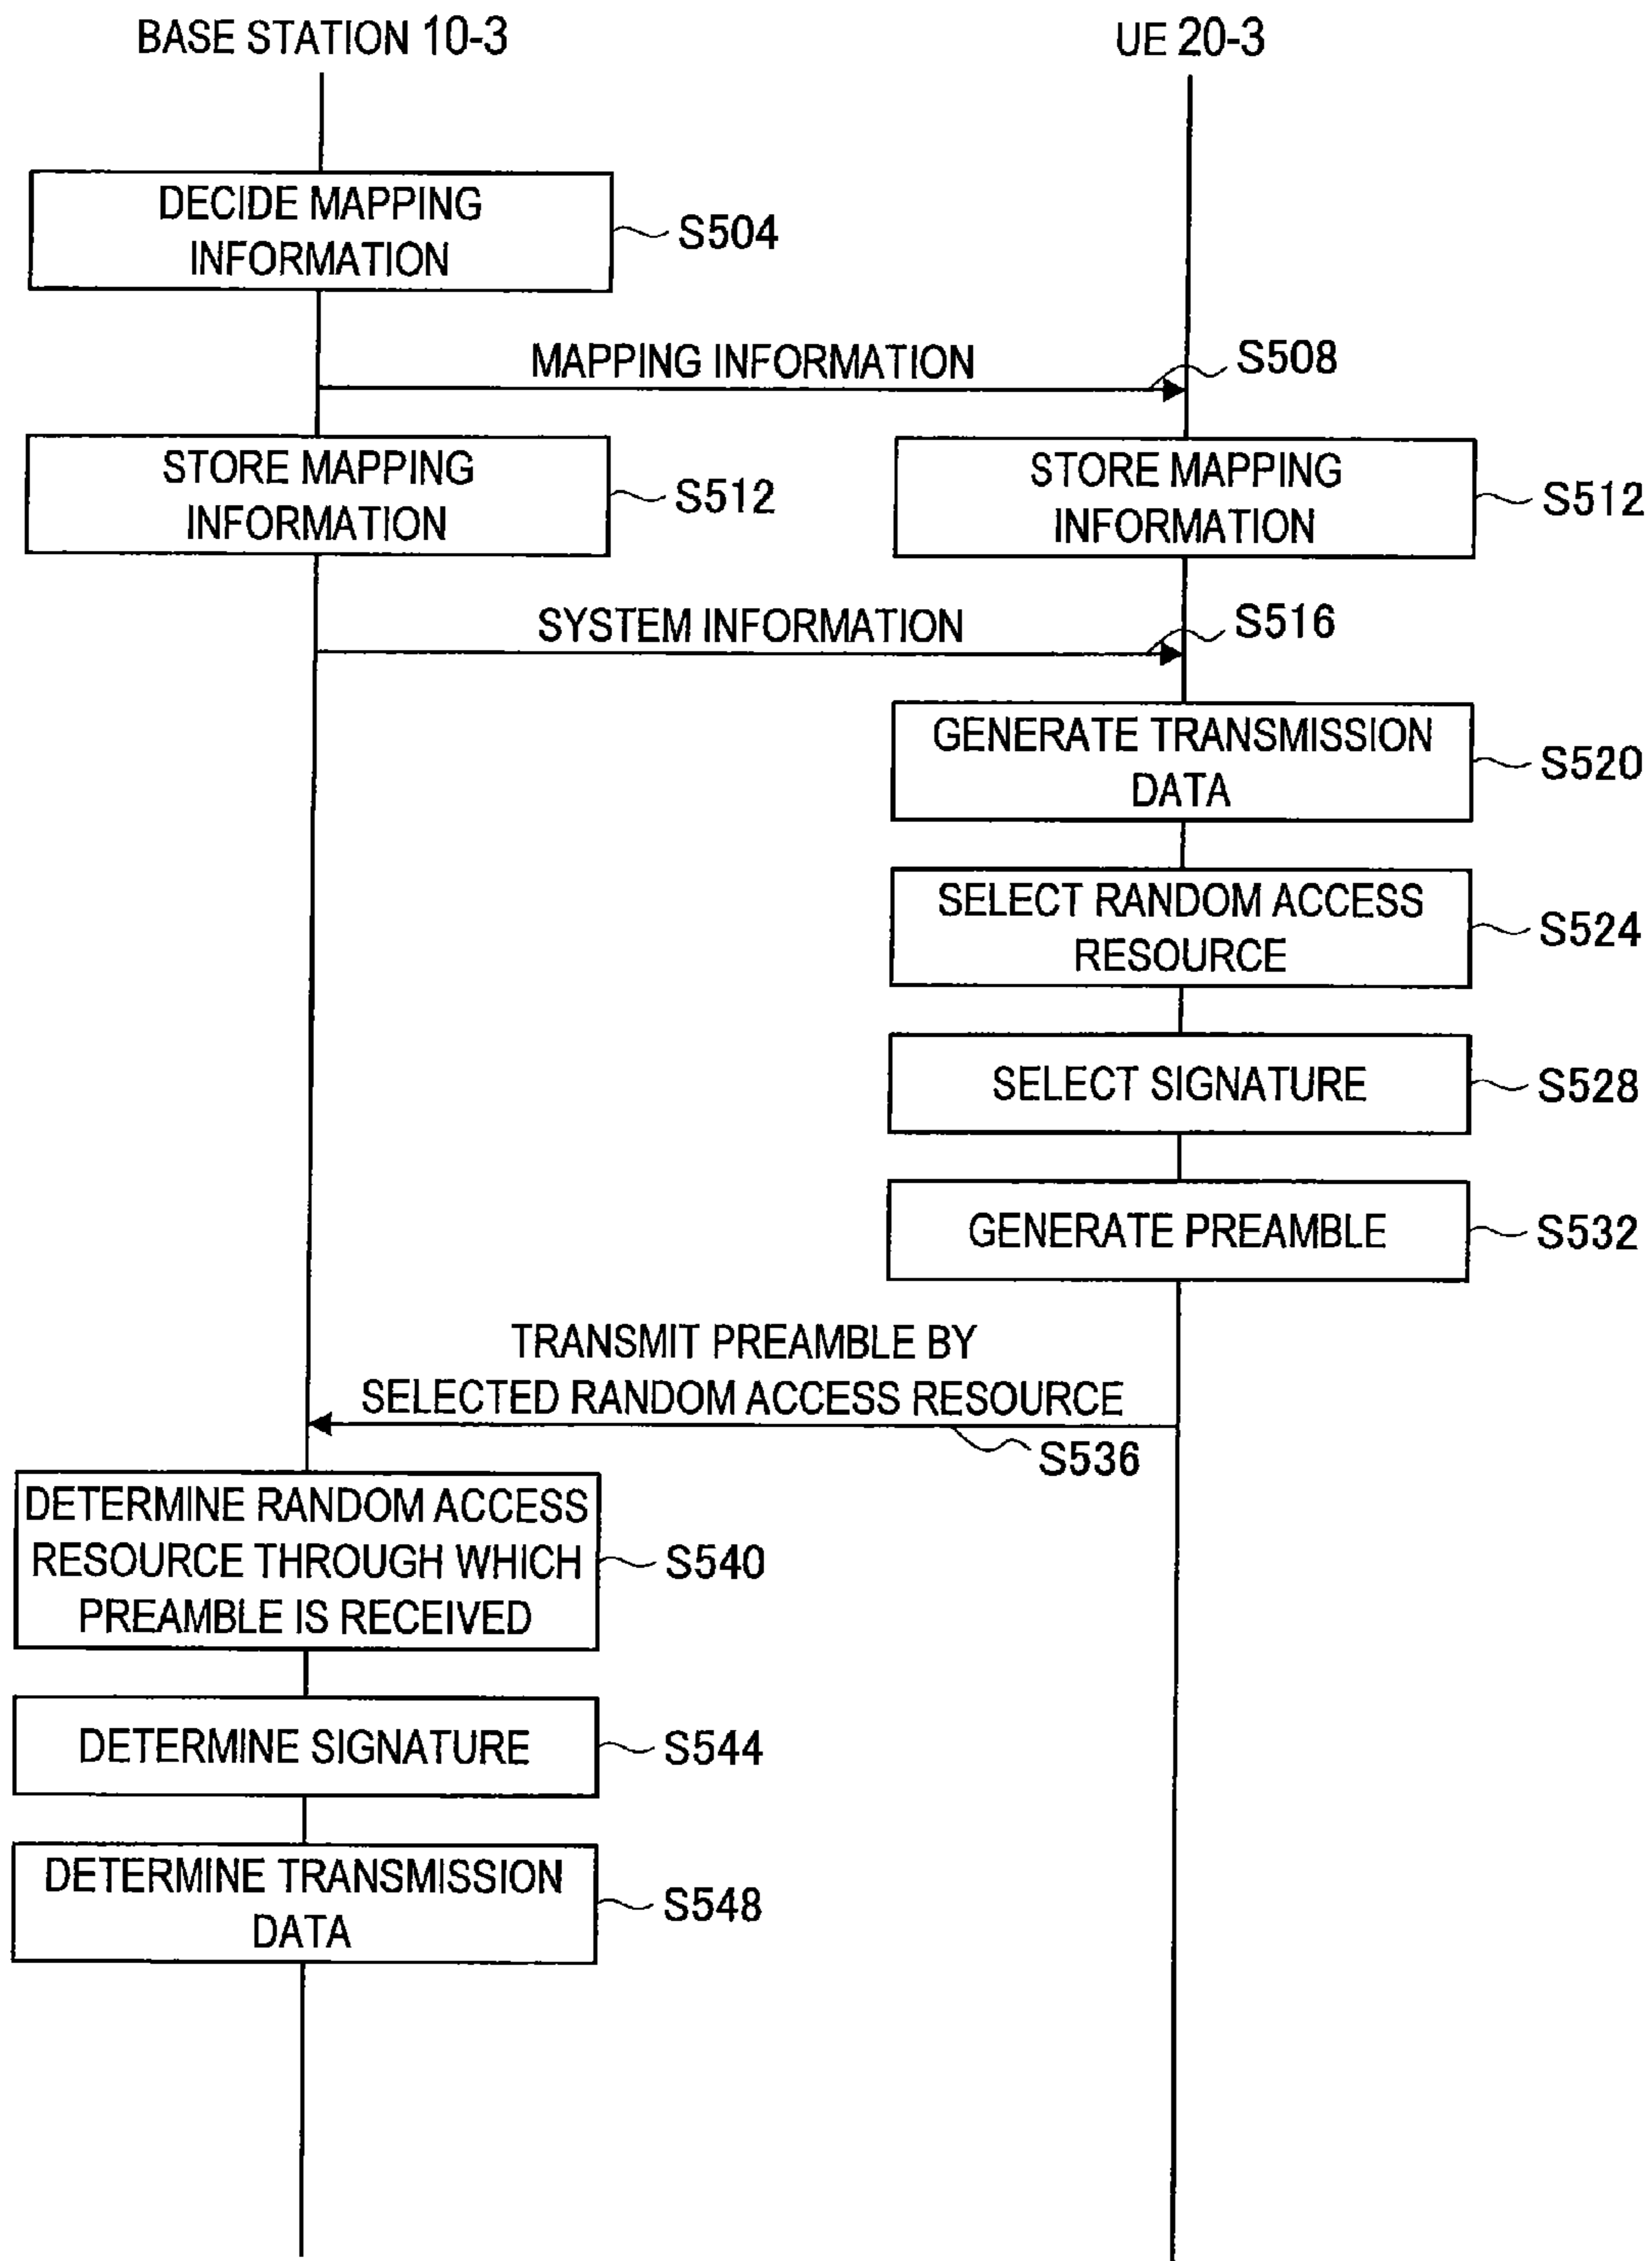 BASE STATION 10-3
UE 20-3
DECIDE MAPPING
INFORMATION
S504
MAPPING INFORMATION
S508
STORE MAPPING
INFORMATION
S512
STORE MAPPING
INFORMATION
S512
SYSTEM INFORMATION
S516
GENERATE TRANSMISSION
DATA
S520
SELECT RANDOM ACCESS
RESOURCE
S524
SELECT SIGNATURE
S528
GENERATE PREAMBLE
S532
TRANSMIT PREAMBLE BY
SELECTED RANDOM ACCESS RESOURCE
S536
DETERMINE RANDOM ACCESS
RESOURCE THROUGH WHICH
PREAMBLE IS RECEIVED
S540
DETERMINE SIGNATURE
S544
DETERMINE TRANSMISSION
DATA
S548